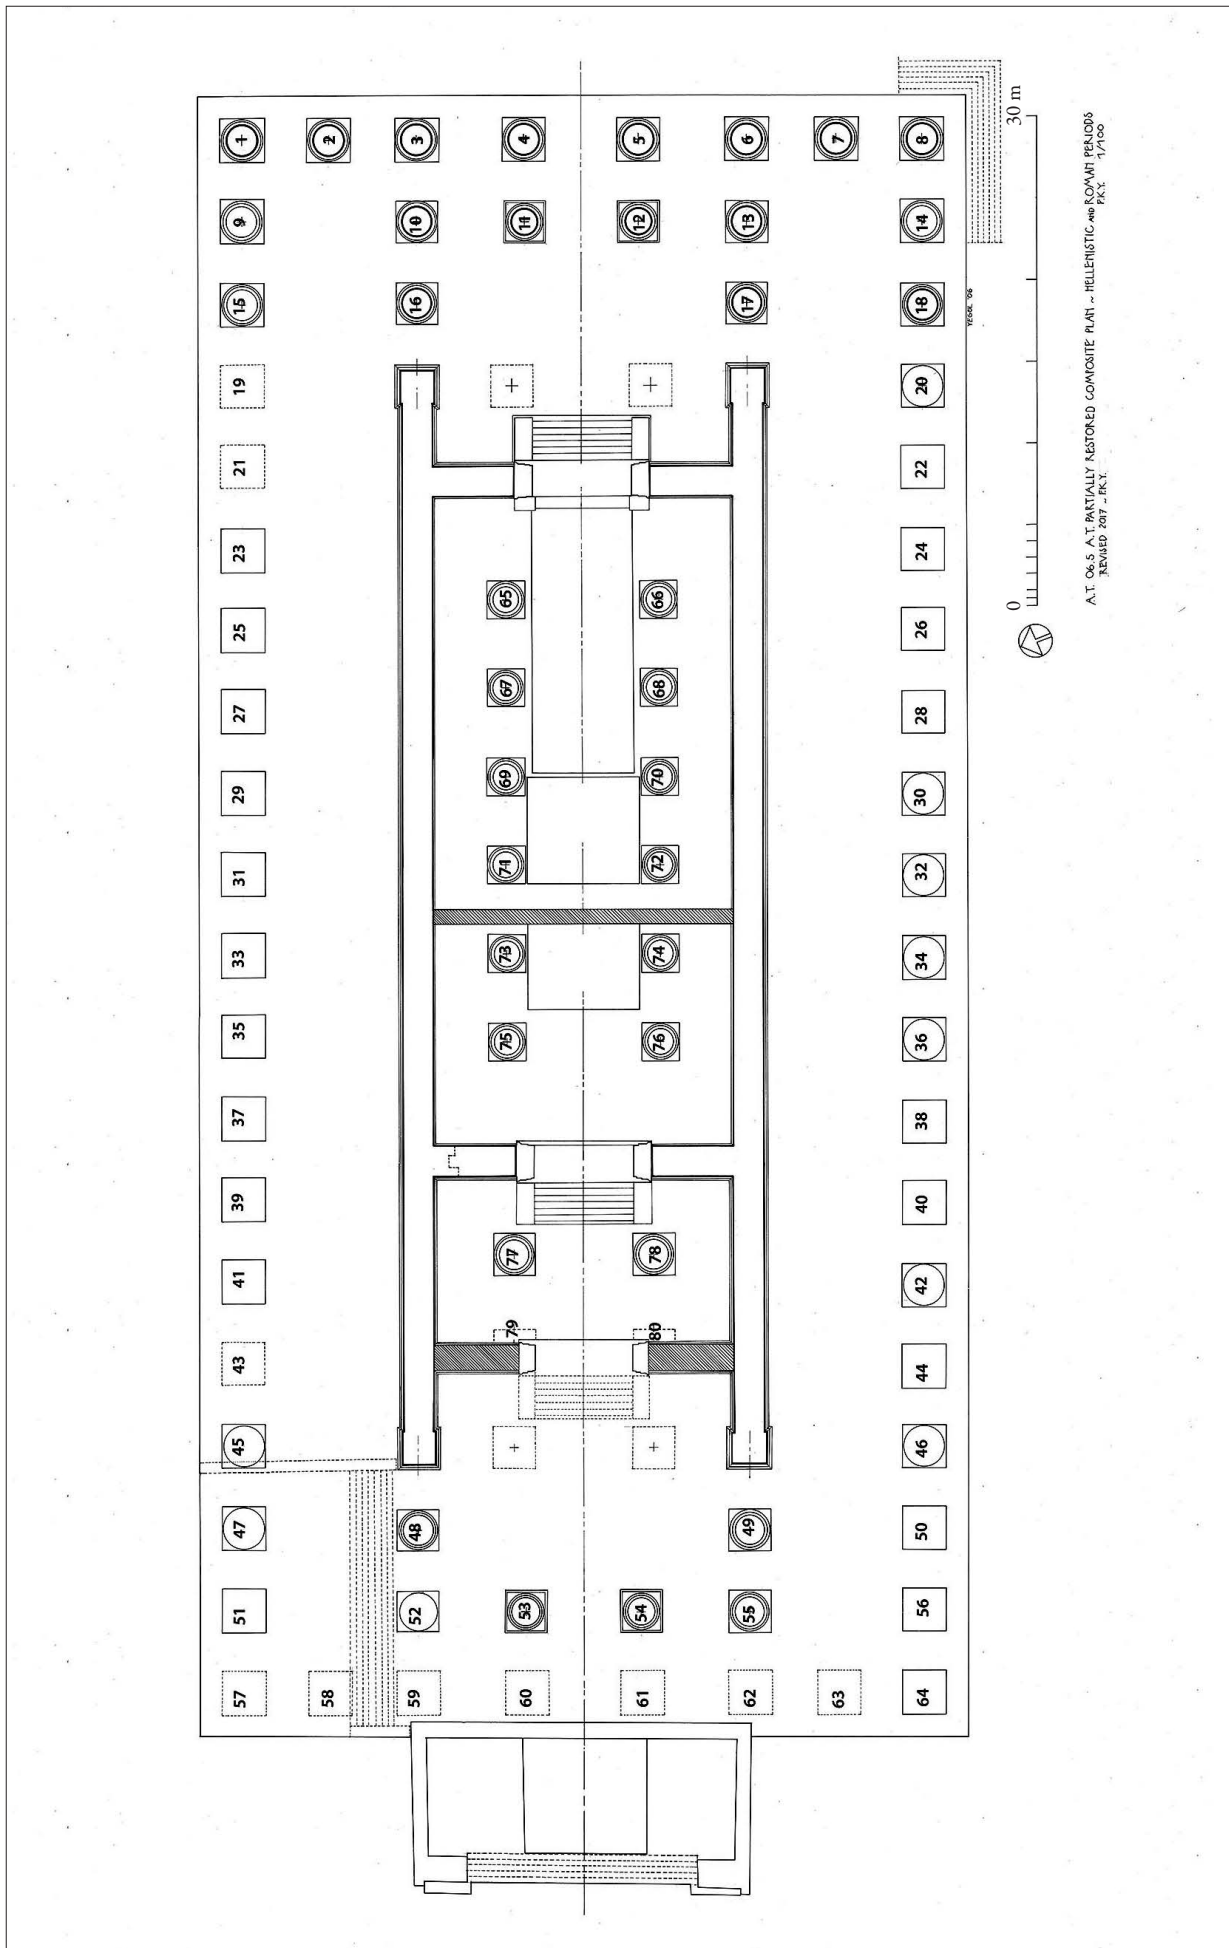 1 2 3 4 5 6 7 8
9 10 11 12 13 14
15 16 17 18
19 20
21 22
23 24
25 65 66 26
27 67 68 28
29 69 70 30
31 71 72 32
33 73 74 34
35 75 76 36
37 38
39 40
41 77 78 42
43 79 80 44
45 46
47 48 49 50
51 52 53 54 55 56
57 58 59 60 61 62 63 64
0 30 m
YEGÜL '06
A.T. 06.5 A.T. PARTIALLY RESTORED COMPOSITE PLAN ~ HELLENISTIC AND ROMAN PERIODS
REVISED 2017 ~ F.K.Y. F.K.Y. 1/100